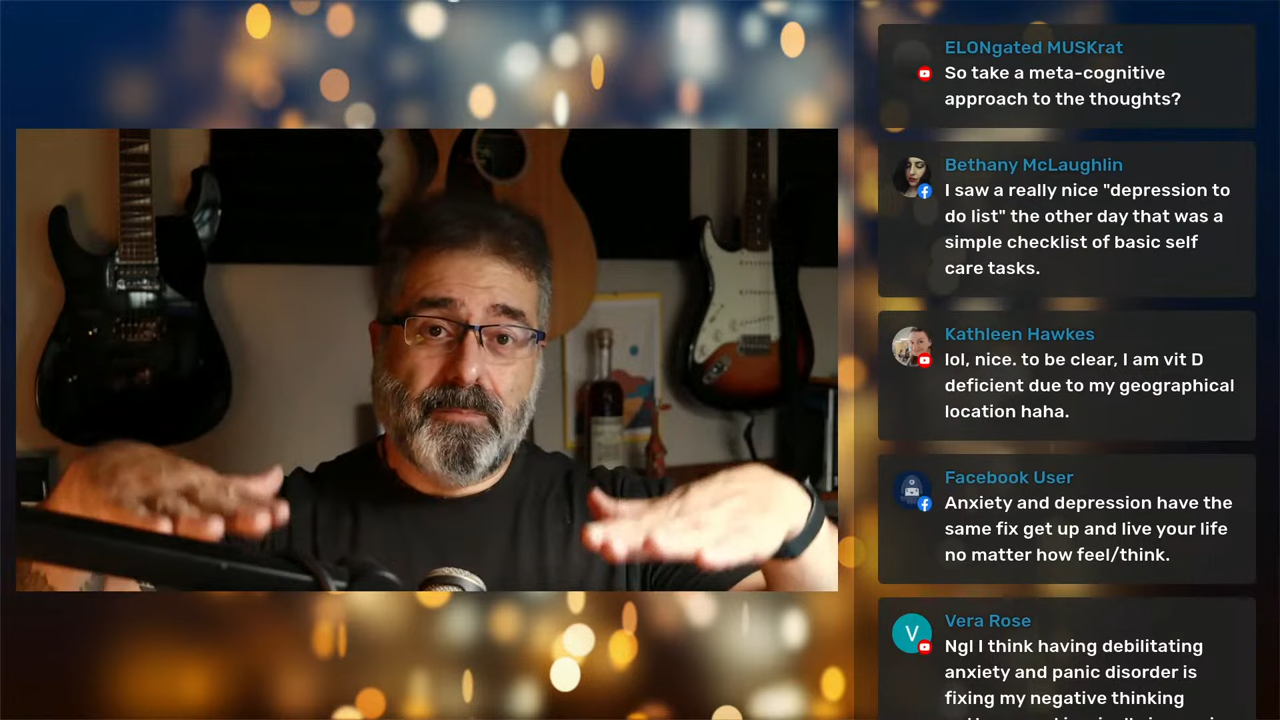 ELONgated MUSKrat
So take a meta-cognitive
approach to the thoughts?
Bethany McLaughlin
I saw a really nice "depression to
do list" the other day that was a
simple checklist of basic self
care tasks.
Kathleen Hawkes
lol, nice. to be clear, I am vit D
deficient due to my geographical
location haha.
Facebook User
Anxiety and depression have the
same fix get up and live your life
no matter how feel/think.
V
Vera Rose
Ngl I think having debilitating
anxiety and panic disorder is
fixing my negative thinking